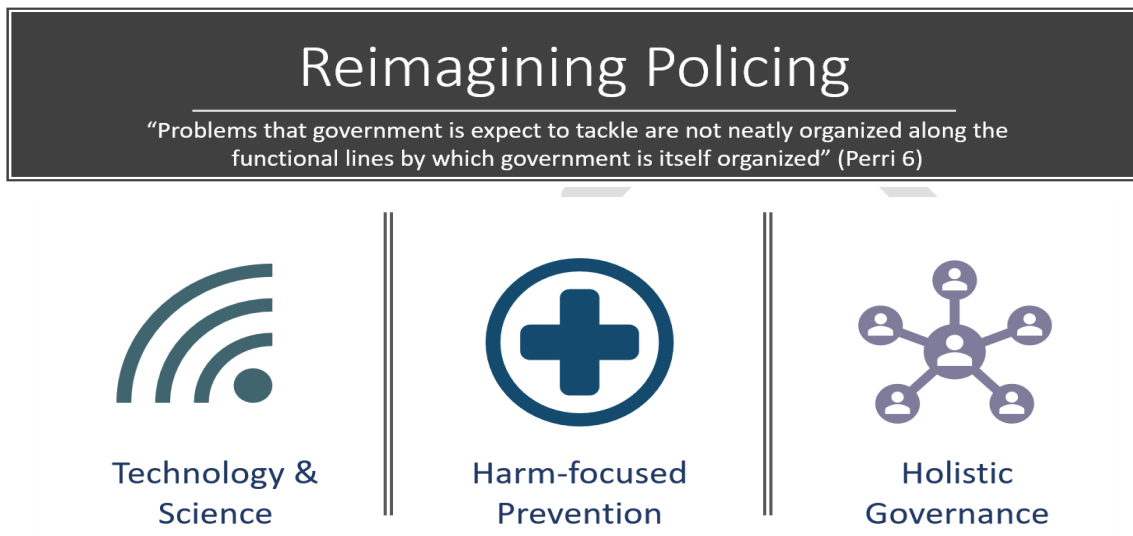 Reimagining Policing
“Problems that government is expect to tackle are not neatly organized along the
functional lines by which government is itself organized” (Perri 6)
Technology &
Science
Harm-focused
Prevention
Holistic
Governance